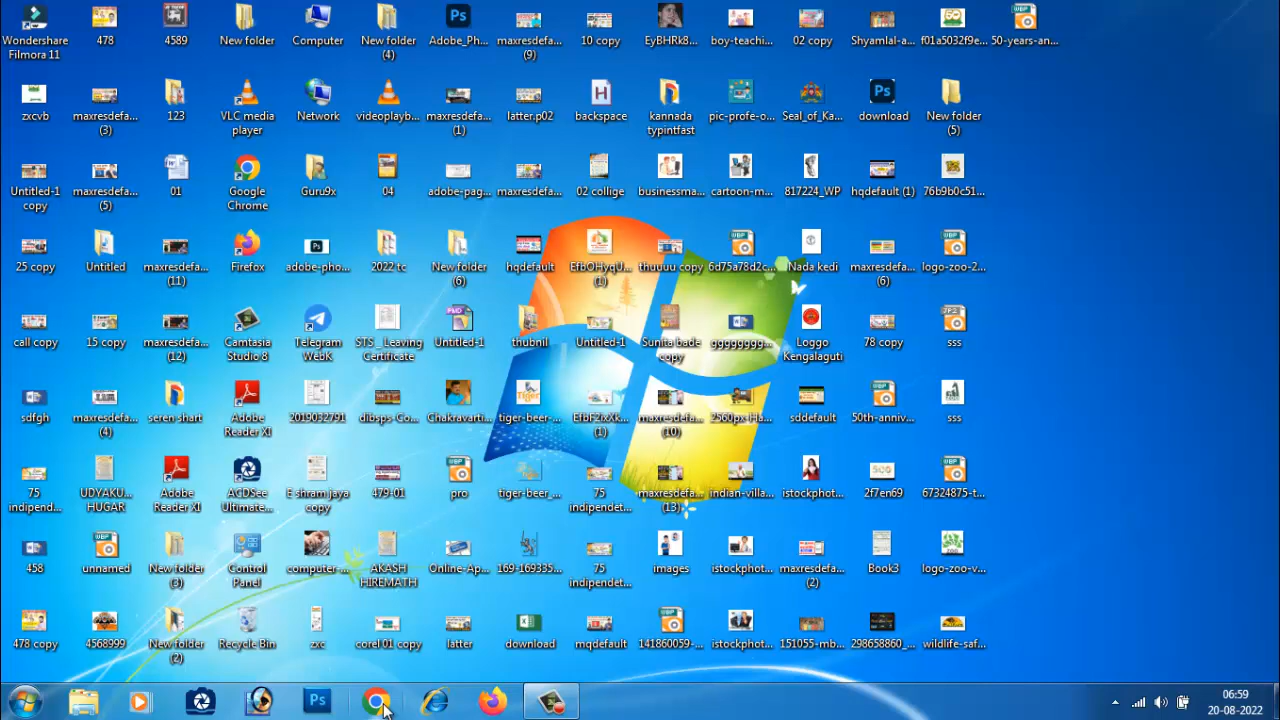 Wondershare
Filmora 11
478
4589
New folder
Computer
New folder
(4)
Adobe_Ph...
maxresdefa...
(9)
10 copy
EyBHRk8...
boy-teachi...
02 copy
Shyamlal-a...
f01a5032f9e...
50-years-an...
zxcvb
maxresdefa...
(3)
123
VLC media
player
Network
videoplayb...
maxresdefa...
(1)
latter.p02
backspace
kannada
typintfast
pic-profe-o...
Seal_of_Ka...
download
New folder
(5)
Untitled-1
copy
maxresdefa...
(5)
01
Google
Chrome
Guru9x
04
adobe-pag...
maxresdefa...
02 collige
businessma...
cartoon-m...
817224_WP
hqdefault (1)
76b9b0c51...
25 copy
Untitled
maxresdefa...
(11)
Firefox
adobe-pho...
2022 tc
New folder
(6)
hqdefault
EfbOHyqU...
(1)
thuuuu copy
6d75a78d2c...
Nada kedi
maxresdefa...
(6)
logo-zoo-2...
call copy
15 copy
maxresdefa...
(12)
Camtasia
Studio 8
Telegram
WebK
STS_ Leaving
Certificate
Untitled-1
thubnil
Untitled-1
Sunita bade
copy
ggggggggg...
Loggo
Kengalaguti
78 copy
sss
sdfgh
maxresdefa...
(4)
seren shart
Adobe
Reader XI
2019032791
dibsps-Co...
Chakravarti...
tiger-beer-...
EfbF2ixXk...
(1)
maxresdefa...
(10)
2560px-Ha...
sddefault
50th-anniv...
sss
75
indipend...
UDYAKU...
HUGAR
Adobe
Reader XI
ACDSee
Ultimate...
E shram jaya
copy
479-01
pro
tiger-beer_...
75
indipendet...
maxresdefa...
(13)
indian-villa...
istockphot...
2f7en69
67324875-t...
458
unnamed
New folder
(3)
Control
Panel
computer-...
AKASH
HIREMATH
Online-Ap...
169-169335...
75
indipendet...
images
istockphot...
maxresdefa...
(2)
Book3
logo-zoo-v...
478 copy
4568999
New folder
(2)
Recycle Bin
zxc
corel 01 copy
latter
download
mqdefault
141860059-...
istockphot...
151055-mb...
298658860_...
wildlife-saf...
06:59
20-08-2022